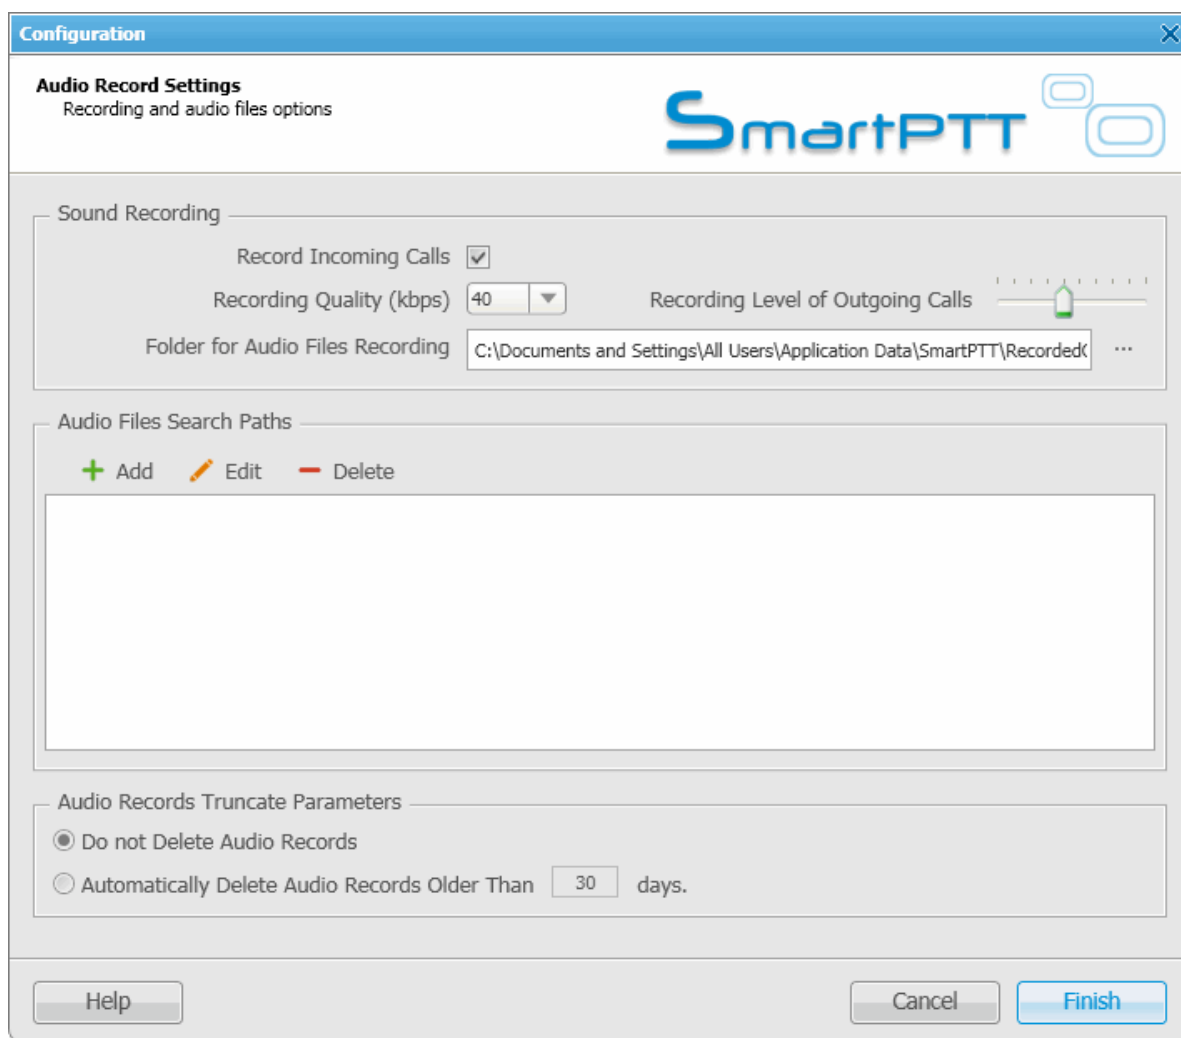 Configuration
Audio Record Settings
Recording and audio files options
SmartPTT
Sound Recording
Record Incoming Calls
Recording Quality (kbps) 40 Recording Level of Outgoing Calls
Folder for Audio Files Recording C:\Documents and Settings\All Users\Application Data\SmartPTT\Recorded ...
Audio Files Search Paths
Add Edit Delete
Audio Records Truncate Parameters
Do not Delete Audio Records
Automatically Delete Audio Records Older Than 30 days.
Help Cancel Finish